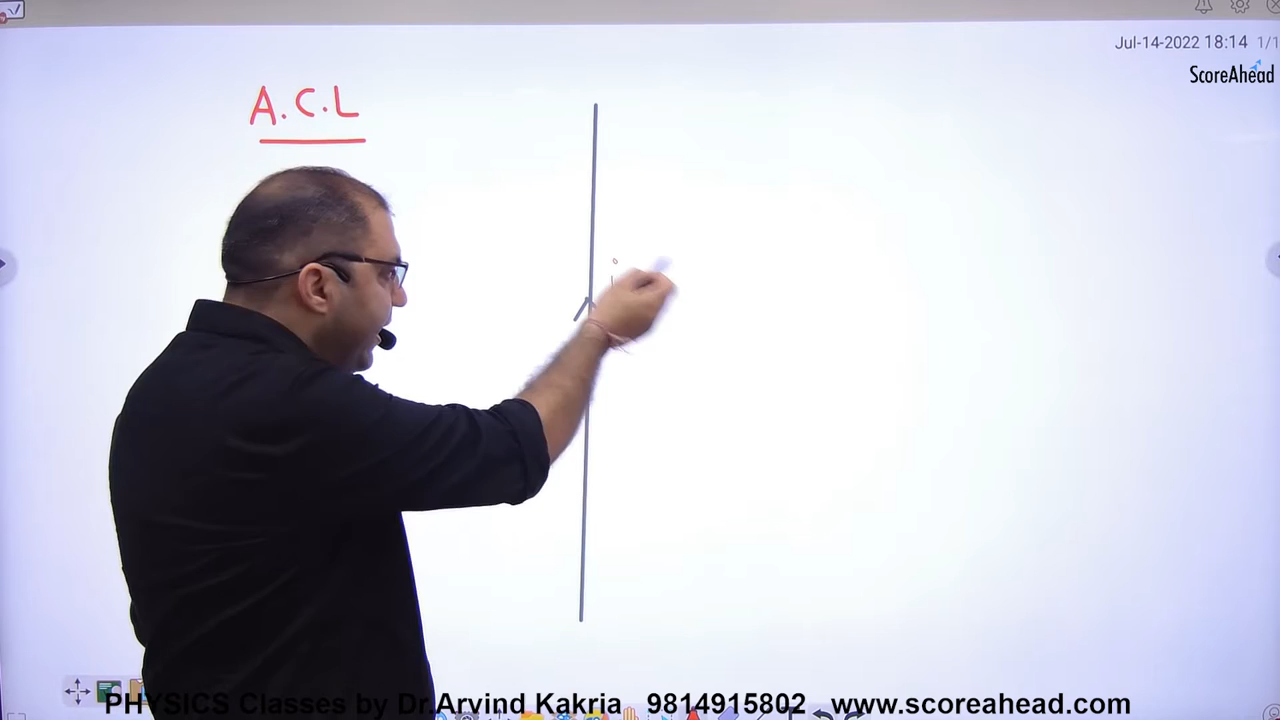 Jul-14-2022 18:14 1/1
ScoreAhead
A.C.L
i
PHYSICS Classes by Dr.Arvind Kakria 9814915802 www.scoreahead.com